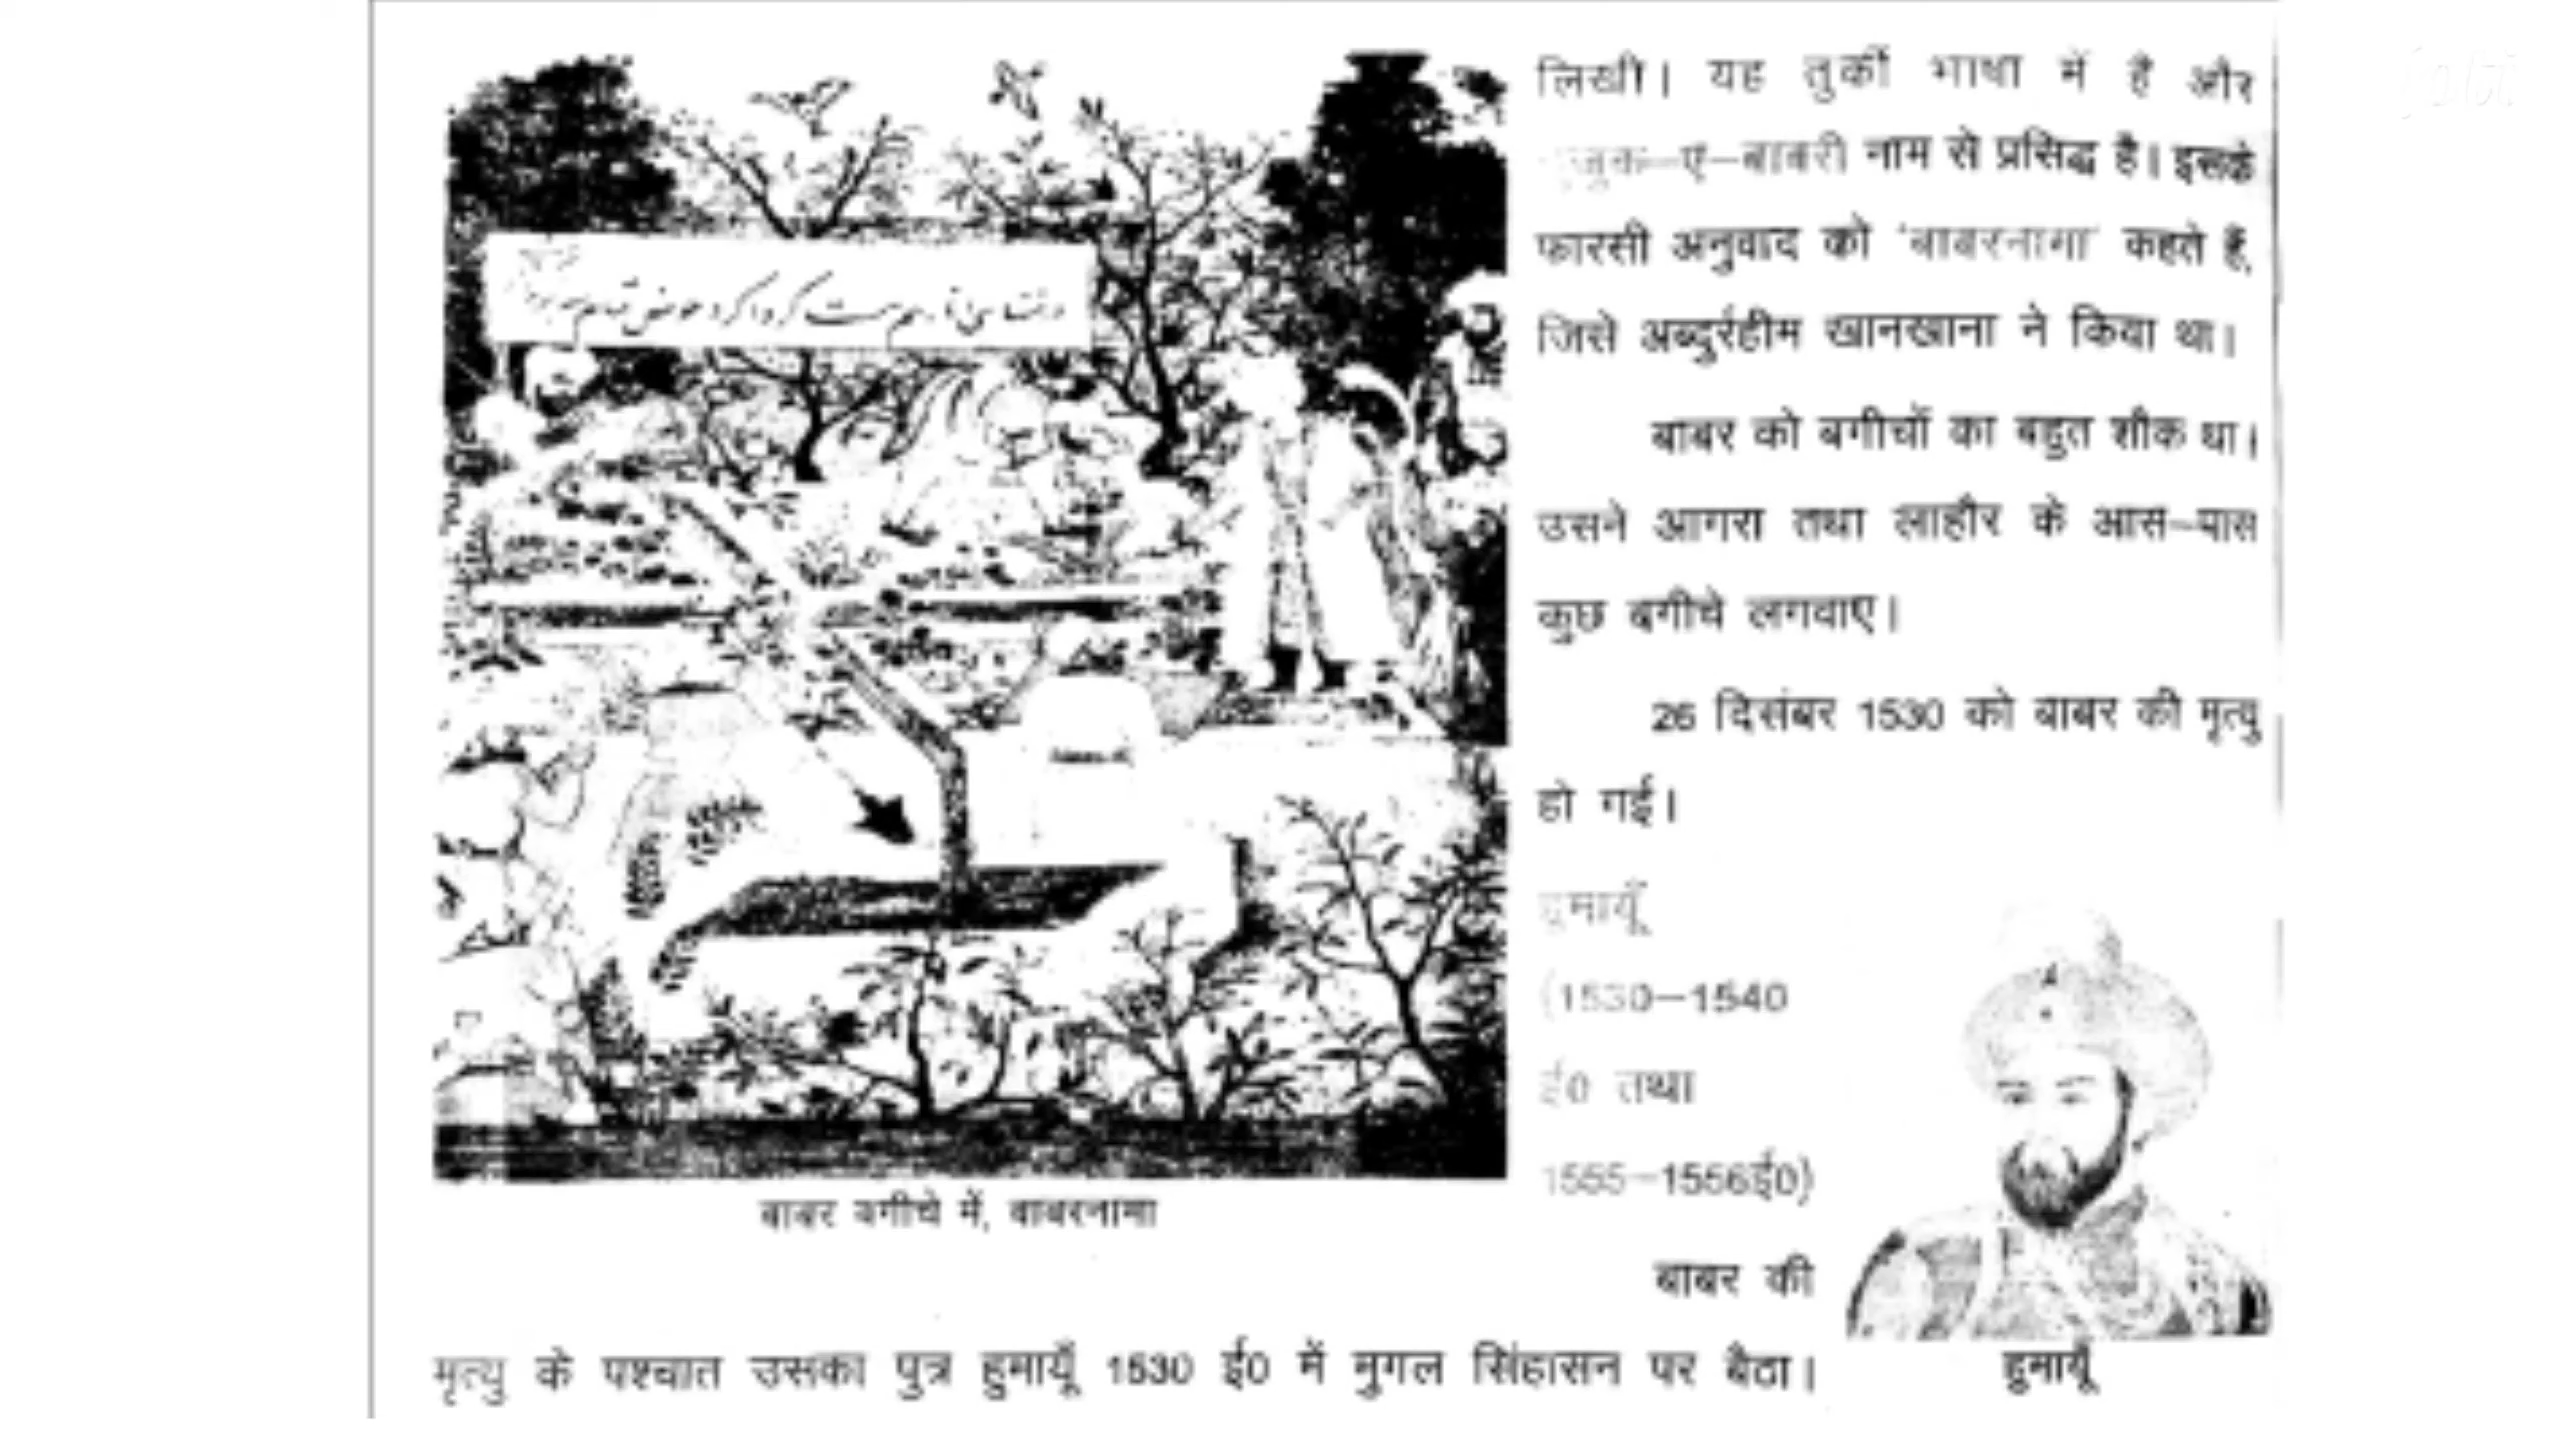 लिखी। यह तुर्की भाषा में है और
तुजुक–ए–बाबरी नाम से प्रसिद्ध है। इसके
फारसी अनुवाद को 'बाबरनामा' कहते हैं,
जिसे अब्दुर्रहीम खानखाना ने किया था।
बाबर को बगीचों का बहुत शौक था।
उसने आगरा तथा लाहौर के आस–पास
कुछ बगीचे लगवाए।
26 दिसंबर 1530 को बाबर की मृत्यु
हो गई।
हुमायूँ
(1530–1540
ई0 तथा
1555–1556ई0)
बाबर बगीचे में, बाबरनामा
बाबर की
मृत्यु के पश्चात उसका पुत्र हुमायूँ 1530 ई0 में मुगल सिंहासन पर बैठा।
हुमायूँ